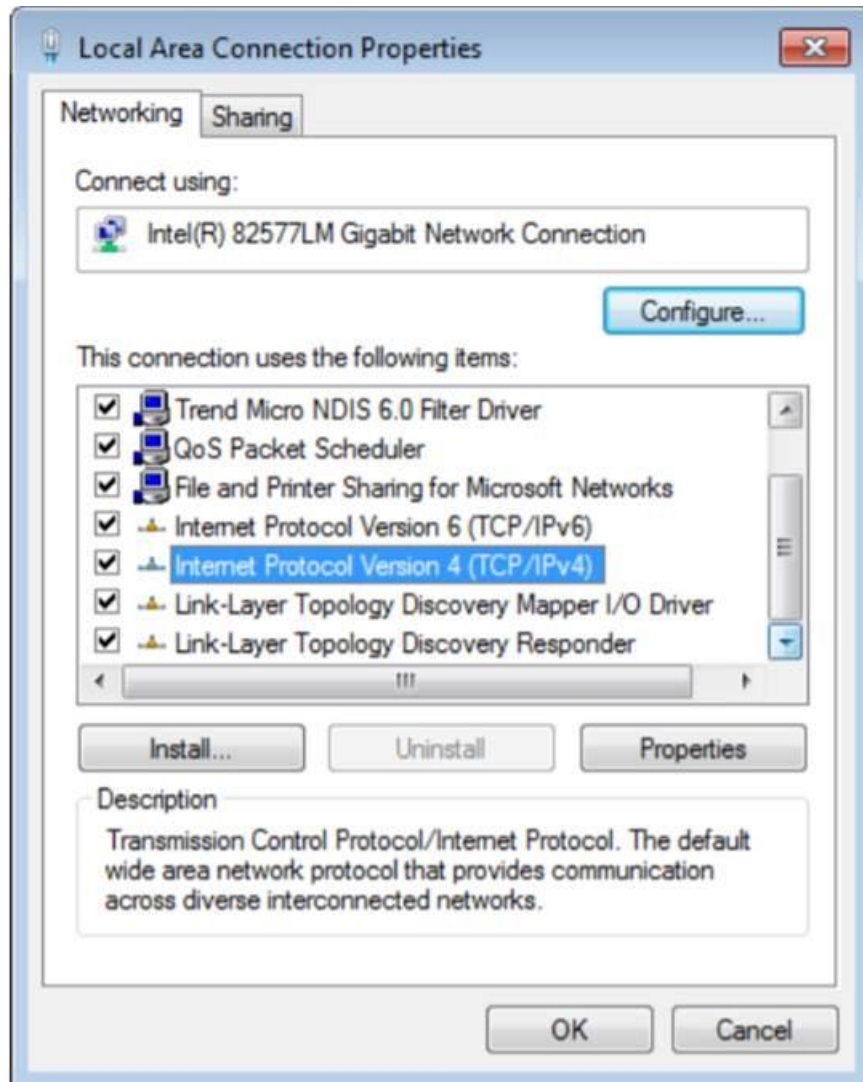 Local Area Connection Properties
Networking
Sharing
Connect using:
Intel(R) 82577LM Gigabit Network Connection
Configure...
This connection uses the following items:
Trend Micro NDIS 6.0 Filter Driver
QoS Packet Scheduler
File and Printer Sharing for Microsoft Networks
Internet Protocol Version 6 (TCP/IPv6)
Internet Protocol Version 4 (TCP/IPv4)
Link-Layer Topology Discovery Mapper I/O Driver
Link-Layer Topology Discovery Responder
Install...
Uninstall
Properties
Description
Transmission Control Protocol/Internet Protocol. The default
wide area network protocol that provides communication
across diverse interconnected networks.
OK
Cancel